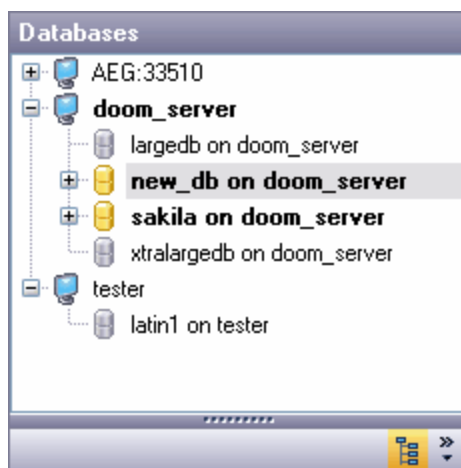 Databases
AEG:33510
doom_server
largedb on doom_server
new_db on doom_server
sakila on doom_server
xtralargedb on doom_server
tester
latin1 on tester